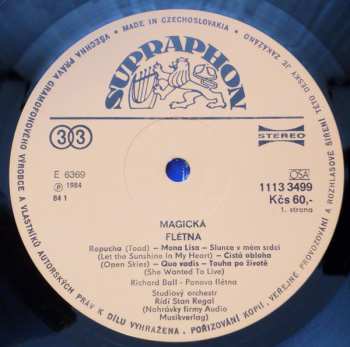 MADE IN CZECHOSLOVAKIA
VŠECHNA PRÁVA GRAMOFONOVÉHO VÝROBCE A VLASTNÍKŮ AUTORSKÝCH PRÁV K DÍLU VYHRAZENA. POŘIZOVÁNÍ KOPIÍ, VEŘEJNÉ PROVOZOVÁNÍ A ROZHLASOVÉ ŠÍŘENÍ TÉTO DESKY JE ZAKÁZÁNO.
SUPRAPHON
33
STEREO
E 6369
℗ 1984
84 1
OSA
1113 3499
Kčs 60,-
1. strana
MAGICKÁ
FLÉTNA
Ropucha (Toad) – Mona Lisa – Slunce v mém srdci
(Let the Sunshine in My Heart) – Čistá obloha
(Open Skies) – Quo vadis – Touha po životě
(She Wanted To Live)
Richard Ball - Panova flétna
Studiový orchestr
Řídí Stan Regal
(Nahrávky firmy Audio
Musikverlag)